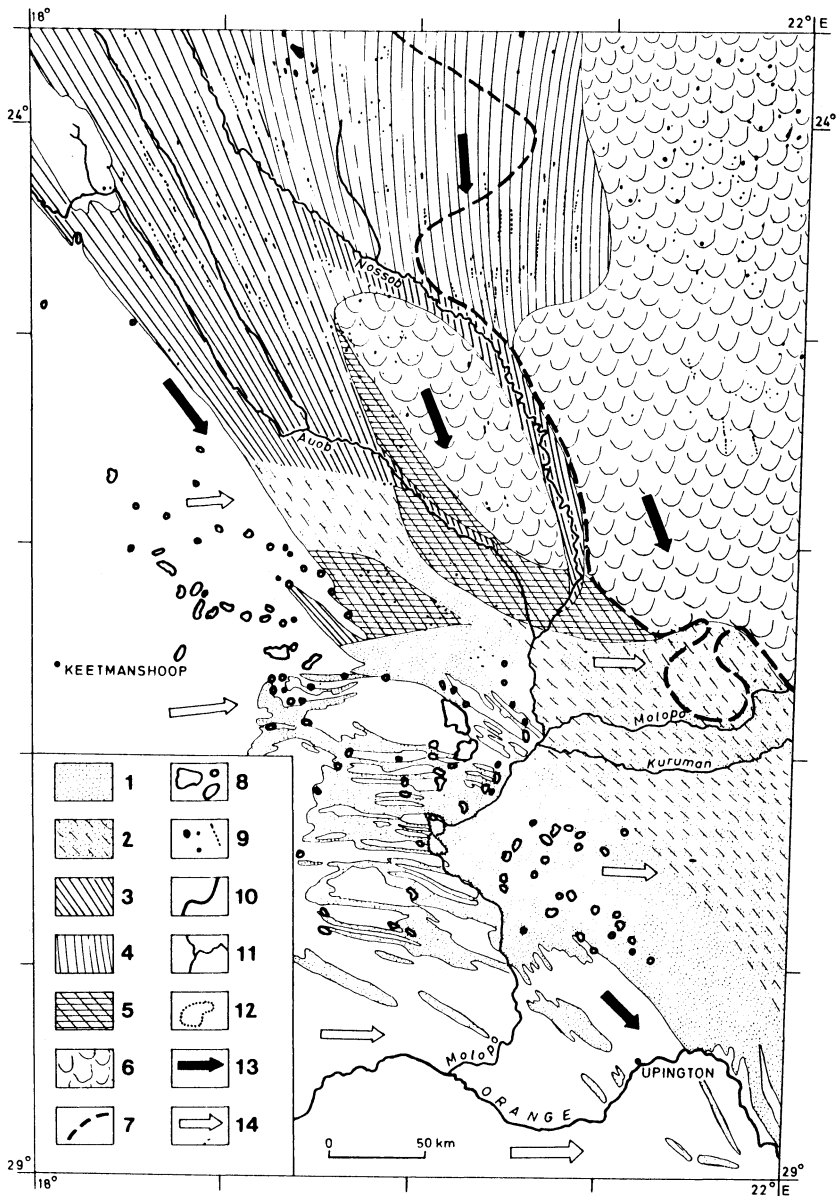 18°
22° E
24°
24°
Nossob
Auob
KEETMANSHOOP
Molopo
Kuruman
1
8
2
9
3
10
4
11
5
12
6
13
7
14
Molopo
UPINGTON
ORANGE
0 50 km
29°
29°
18°
22° E